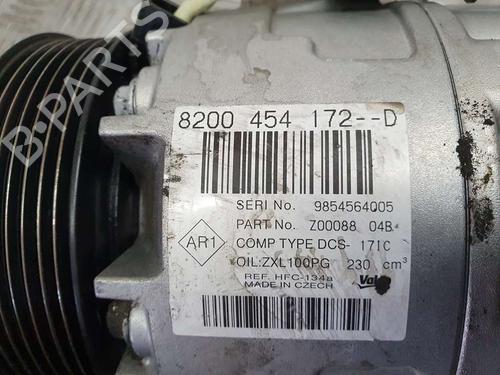 8200 454 172--D
SERI No. 9854564005
PART No. Z00088 04B
AR1
COMP TYPE DCS- 171C
OIL:ZXL100PG 230 cm³
REF. HFC-134a
MADE IN CZECH
Valeo
B-PARTS